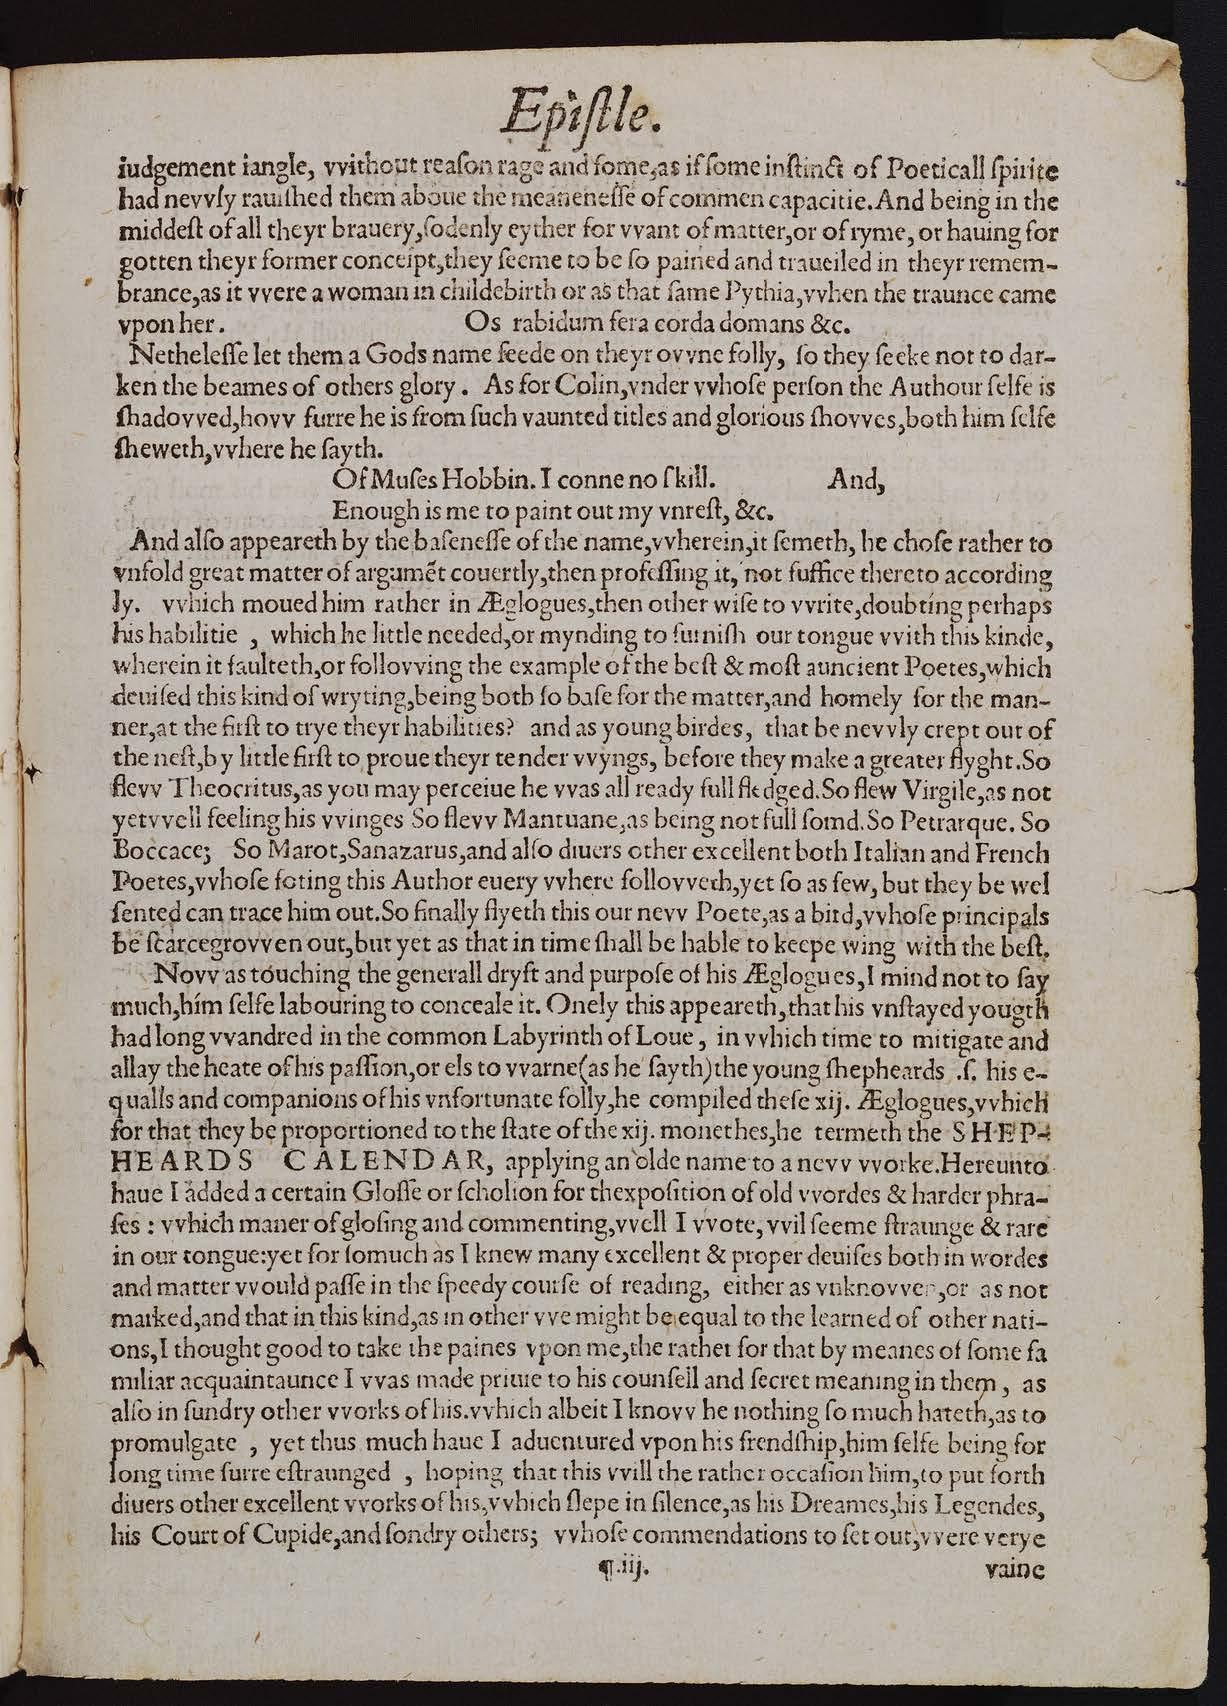 Epiſtle.
iudgement iangle, vvithout reaſon rage and fome,as if ſome inſtinct of Poeticall ſpirite
had nevvly rauiſhed them aboue the meaneneſſe of commen capacitie.And being in the
middeſt of all theyr brauery,ſodenly eyther for vvant of matter,or of ryme, or hauing for
gotten theyr former conceipt,they ſeeme to be ſo pained and traueiled in theyr remem-
brance,as it vvere a woman in childebirth or as that ſame Pythia,vvhen the traunce came
vpon her. Os rabidum fera corda domans &c.
Netheleſſe let them a Gods name feede on theyr ovvne folly, ſo they ſeeke not to dar-
ken the beames of others glory. As for Colin,vnder vvhoſe perſon the Authour ſelfe is
ſhadovved,hovv furre he is from ſuch vaunted titles and glorious ſhovves,both him ſelfe
ſheweth,vvhere he ſayth.
Of Muſes Hobbin. I conne no ſkill. And,
Enough is me to paint out my vnreſt, &c.
And alſo appeareth by the baſeneſſe of the name,vvherein,it ſemeth, he choſe rather to
vnfold great matter of argumẽt couertly,then profeſſing it, not ſuffice thereto according
ly. vvhich moued him rather in Æglogues,then other wiſe to vvrite,doubting perhaps
his habilitie , which he little needed,or mynding to furniſh our tongue vvith this kinde,
wherein it faulteth,or follovving the example of the beſt & moſt auncient Poetes,which
deuiſed this kind of wryting,being both ſo baſe for the matter,and homely for the man-
ner,at the firſt to trye theyr habilities? and as young birdes, that be nevvly crept out of
the neſt,by little firſt to proue theyr tender vvyngs, before they make a greater flyght.So
flevv Theocritus,as you may perceiue he vvas all ready full fledged.So flew Virgile,as not
yet vvell feeling his vvinges So flevv Mantuane,as being not full ſomd.So Petrarque. So
Boccace; So Marot,Sanazarus,and alſo diuers other excellent both Italian and French
Poetes,vvhoſe foting this Author euery vvhere follovveth,yet ſo as few, but they be wel
ſented can trace him out.So finally flyeth this our nevv Poete,as a bird,vvhoſe principals
be ſcarce grovven out,but yet as that in time ſhall be hable to keepe wing with the beſt.
Novv as touching the generall dryft and purpoſe of his Æglogues,I mind not to ſay
much,him ſelfe labouring to conceale it. Onely this appeareth,that his vnſtayed yougth
had long vvandred in the common Labyrinth of Loue, in vvhich time to mitigate and
allay the heate of his paſſion,or els to vvarne(as he ſayth)the young ſhepheards .ſ. his e-
qualls and companions of his vnfortunate folly,he compiled theſe xij. Æglogues,vvhich
for that they be proportioned to the ſtate of the xij. monethes,he termeth the SHEP-
HEARDS CALENDAR, applying an olde name to a nevv vvorke.Hereunto
haue I added a certain Gloſſe or ſcholion for thexpoſition of old vvordes & harder phra-
ſes : vvhich maner of gloſing and commenting,vvell I vvote, vvil ſeeme ſtraunge & rare
in our tongue:yet for ſomuch as I knew many excellent & proper deuiſes both in wordes
and matter vvould paſſe in the ſpeedy courſe of reading, either as vnknovven,or as not
marked,and that in this kind,as in other vve might be equal to the learned of other nati-
ons,I thought good to take the paines vpon me,the rather for that by meanes of ſome fa
miliar acquaintaunce I vvas made priuie to his counſell and ſecret meaning in them, as
alſo in ſundry other vvorks of his.vvhich albeit I knovv he nothing ſo much hateth,as to
promulgate , yet thus much haue I aduentured vpon his frendſhip,him ſelfe being for
long time furre eſtraunged , hoping that this vvill the rather occaſion him,to put forth
diuers other excellent vvorks of his,vvhich ſlepe in ſilence,as his Dreames,his Legendes,
his Court of Cupide,and ſondry others; vvhoſe commendations to ſet out,vvere verye
¶.iij. vaine